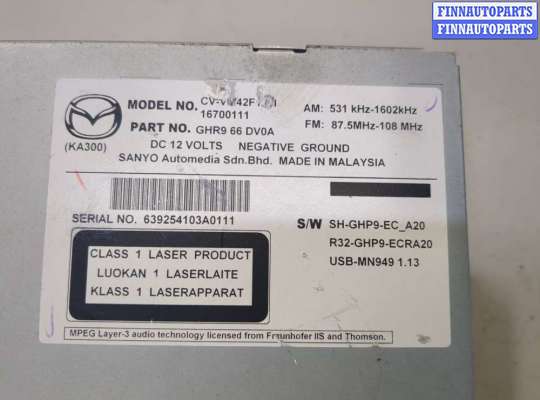 FINNAUTOPARTS
FINNAUTOPARTS
MODEL NO.
16700111
AM: 531 kHz-1602kHz
PART NO. GHR9 66 DV0A
FM: 87.5MHz-108 MHz
(KA300)
DC 12 VOLTS NEGATIVE GROUND
SANYO Automedia Sdn.Bhd. MADE IN MALAYSIA
SERIAL NO. 639254103A0111
S/W SH-GHP9-EC_A20
R32-GHP9-ECRA20
USB-MN949 1.13
CLASS 1 LASER PRODUCT
LUOKAN 1 LASERLAITE
KLASS 1 LASERAPPARAT
MPEG Layer-3 audio technology licensed from Fraunhofer IIS and Thomson.
FINNAUTOPARTS
FINNAUTOPARTS